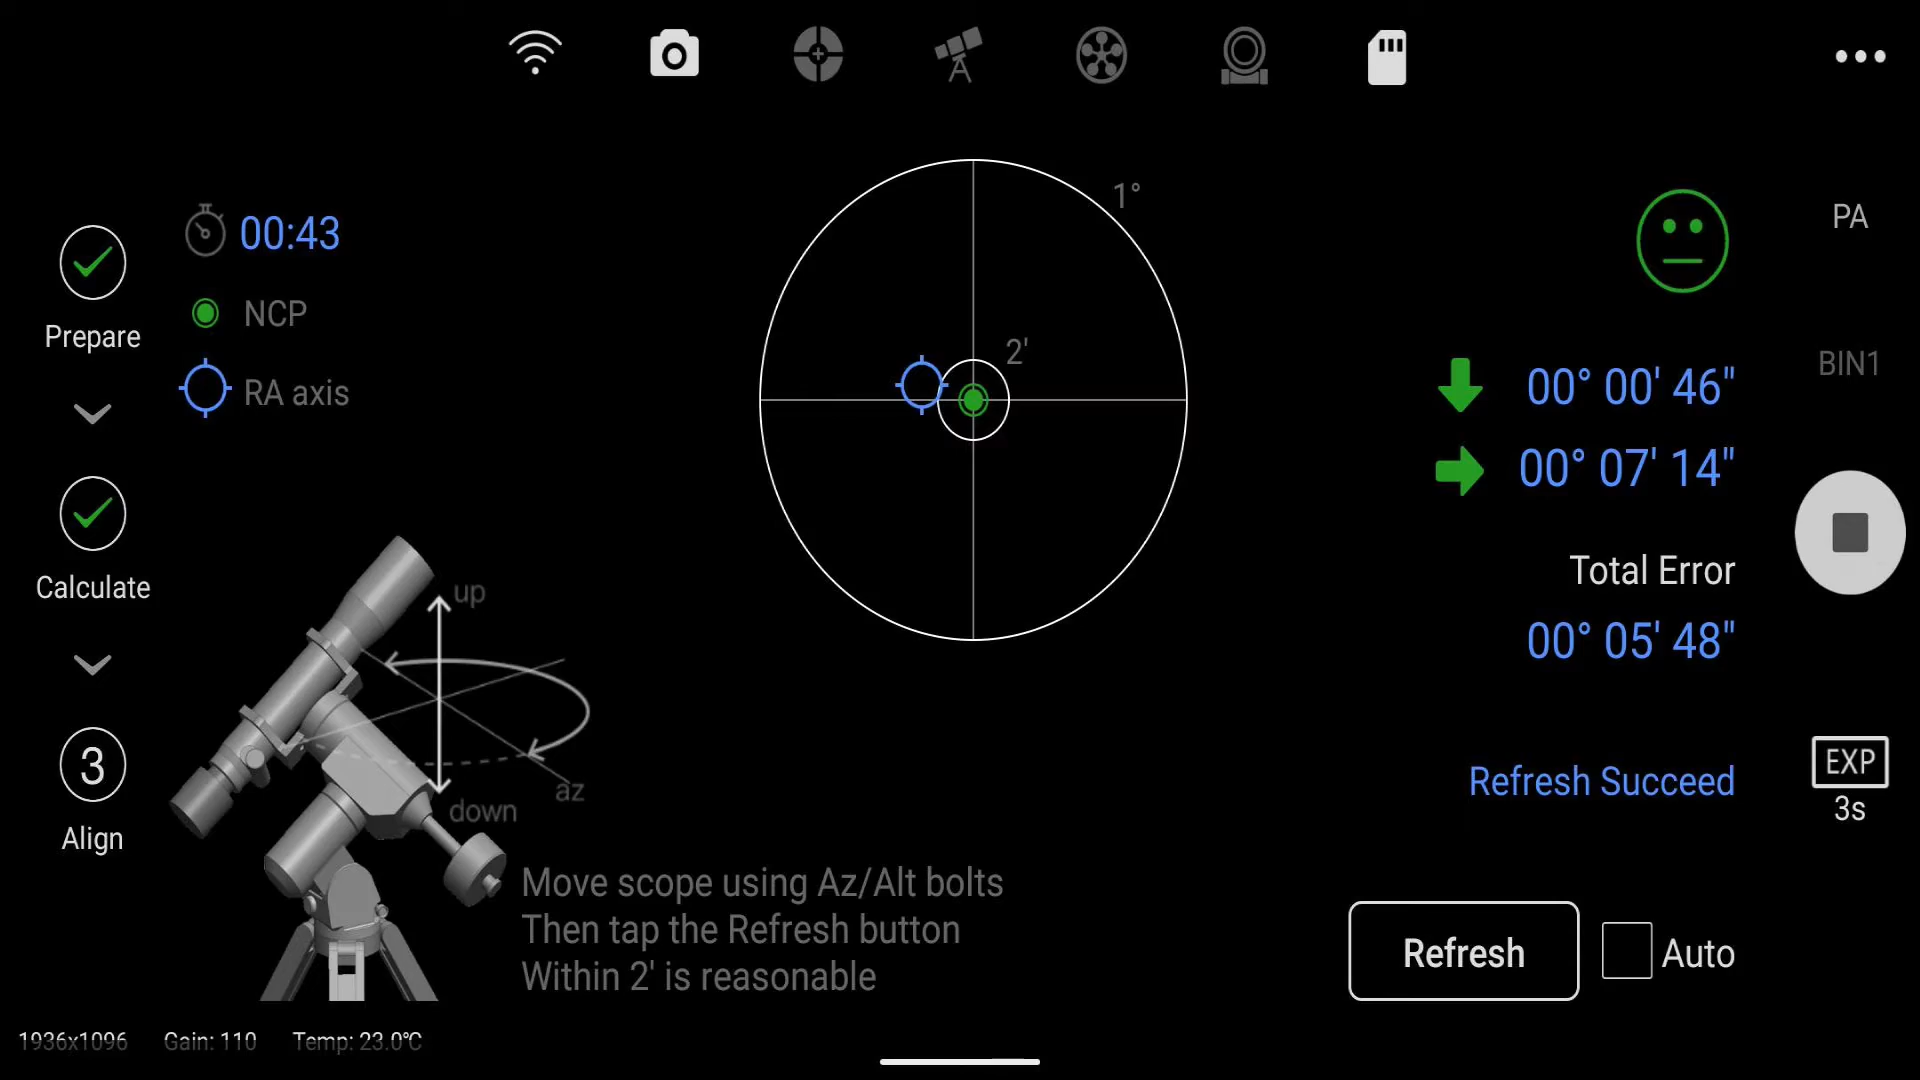 00:43
NCP
RA axis
Prepare
Calculate
3
Align
up
az
down
1°
2'
Move scope using Az/Alt bolts
Then tap the Refresh button
Within 2' is reasonable
00° 00' 46"
00° 07' 14"
Total Error
00° 05' 48"
Refresh Succeed
Refresh
Auto
PA
BIN1
EXP
3s
1936x1096 Gain: 110 Temp: 23.0°C